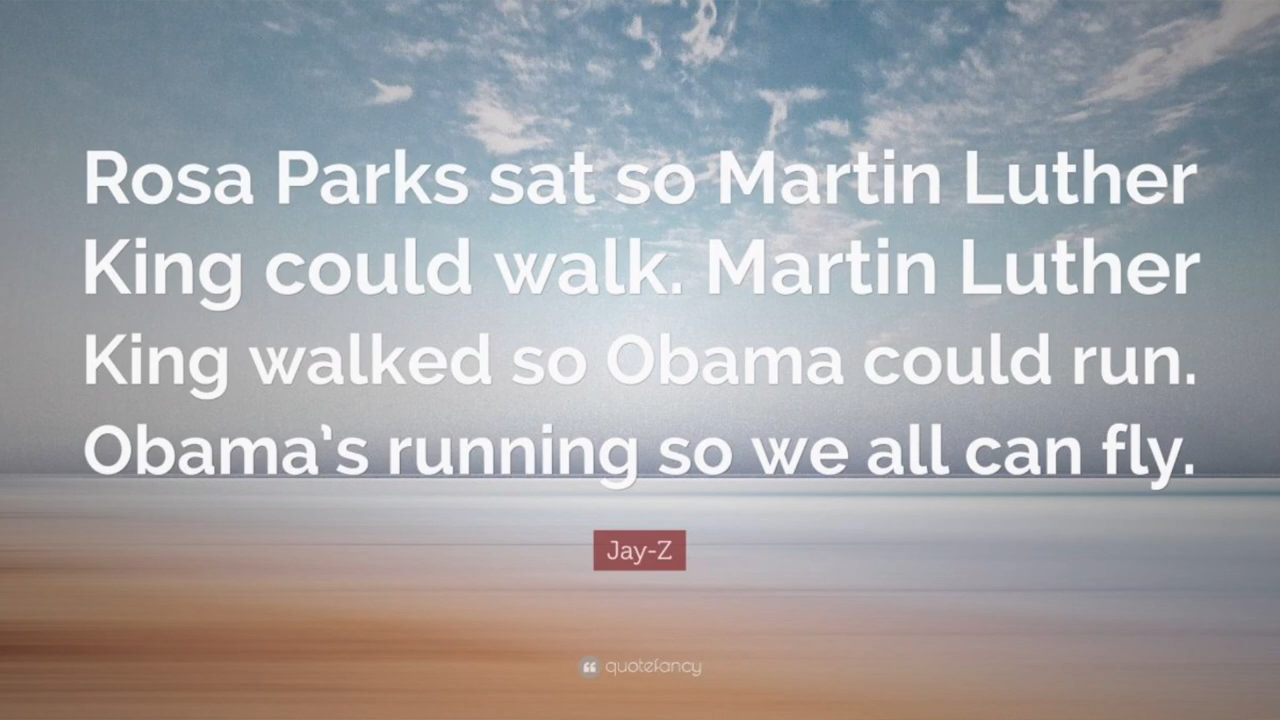 Rosa Parks sat so Martin Luther
King could walk. Martin Luther
King walked so Obama could run.
Obama’s running so we all can fly.
Jay-Z
quotefancy